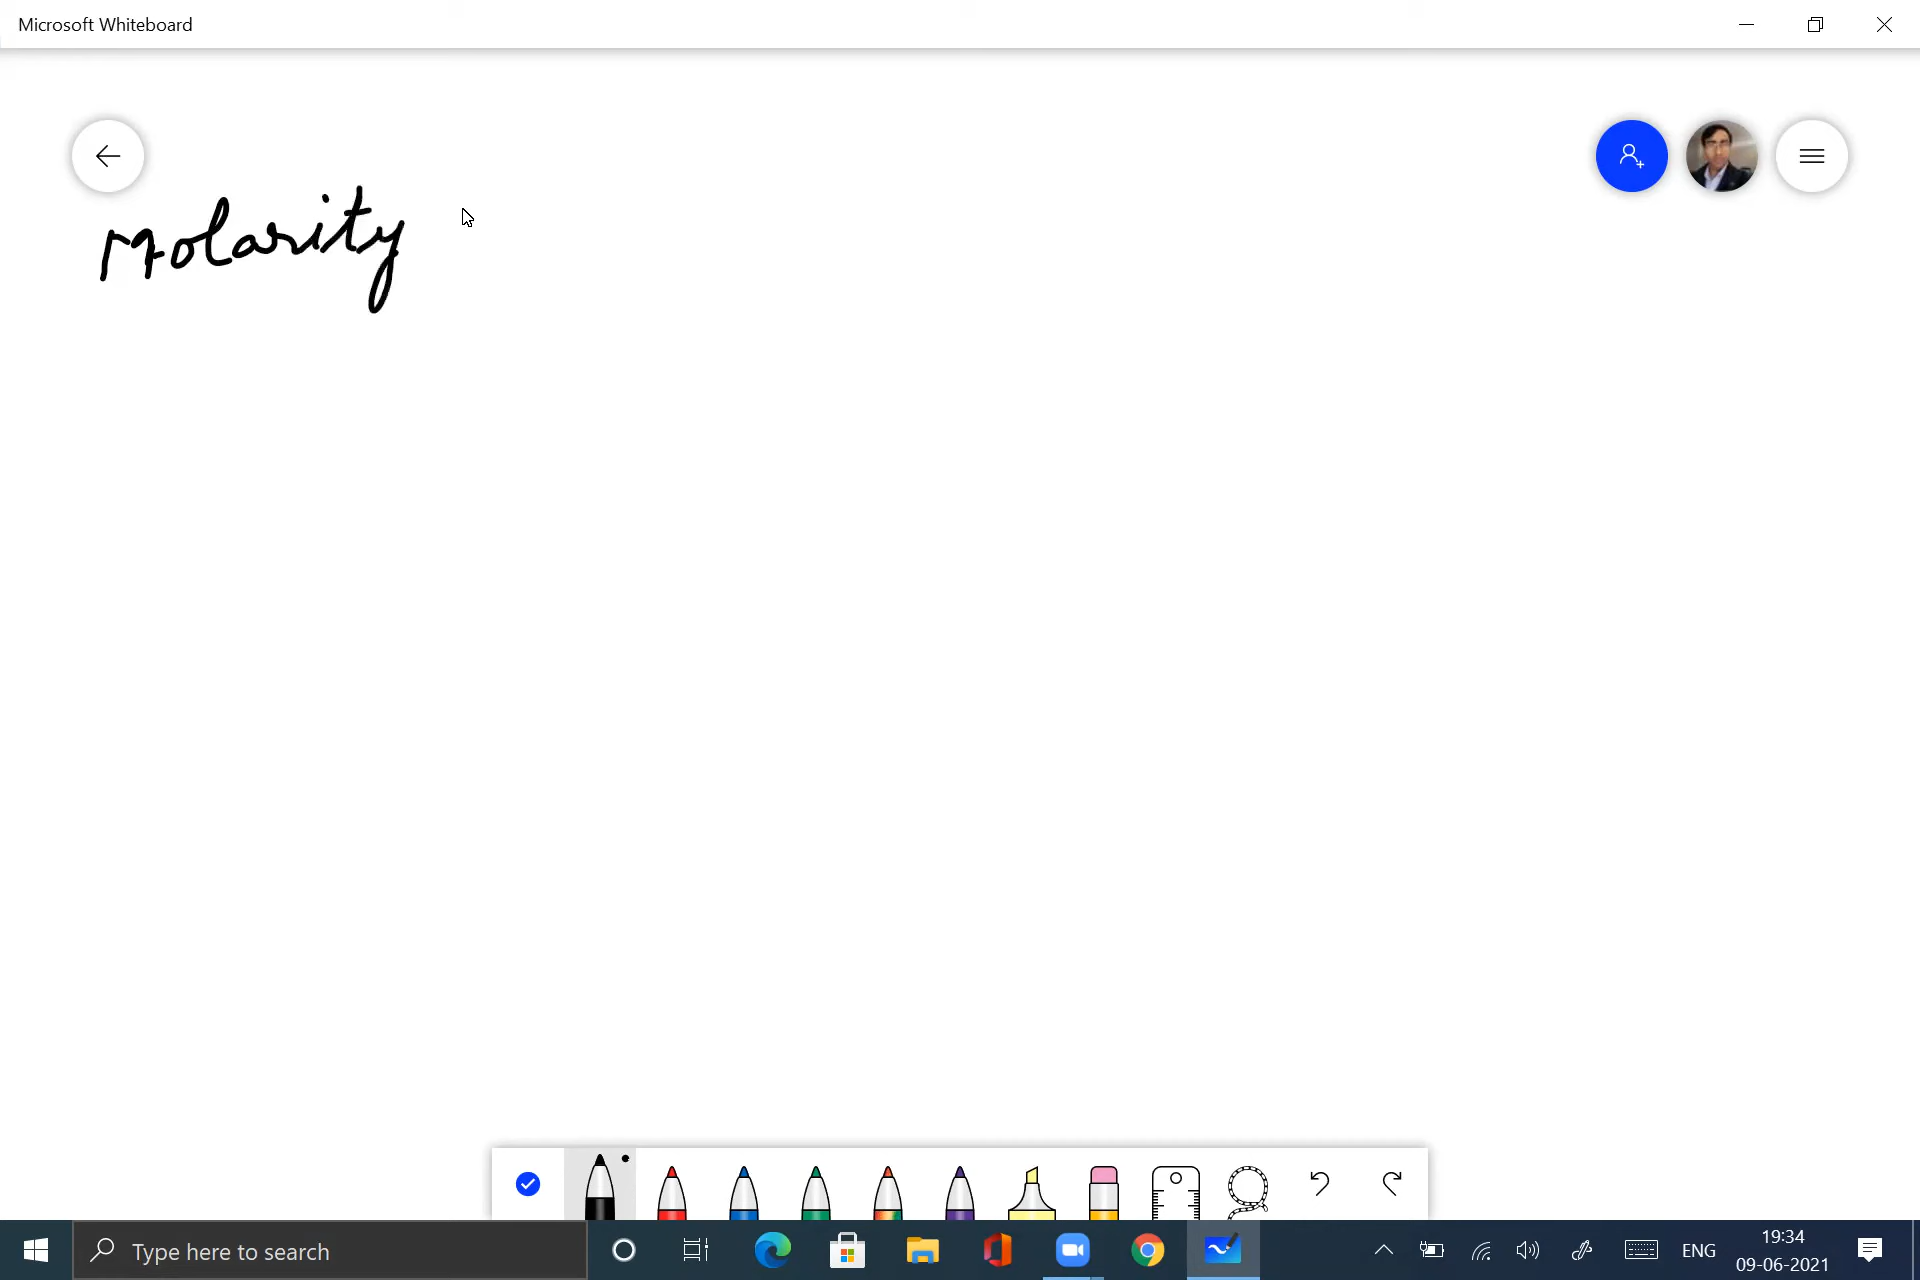 Microsoft Whiteboard
Molarity
Type here to search
ENG
19:34
09-06-2021